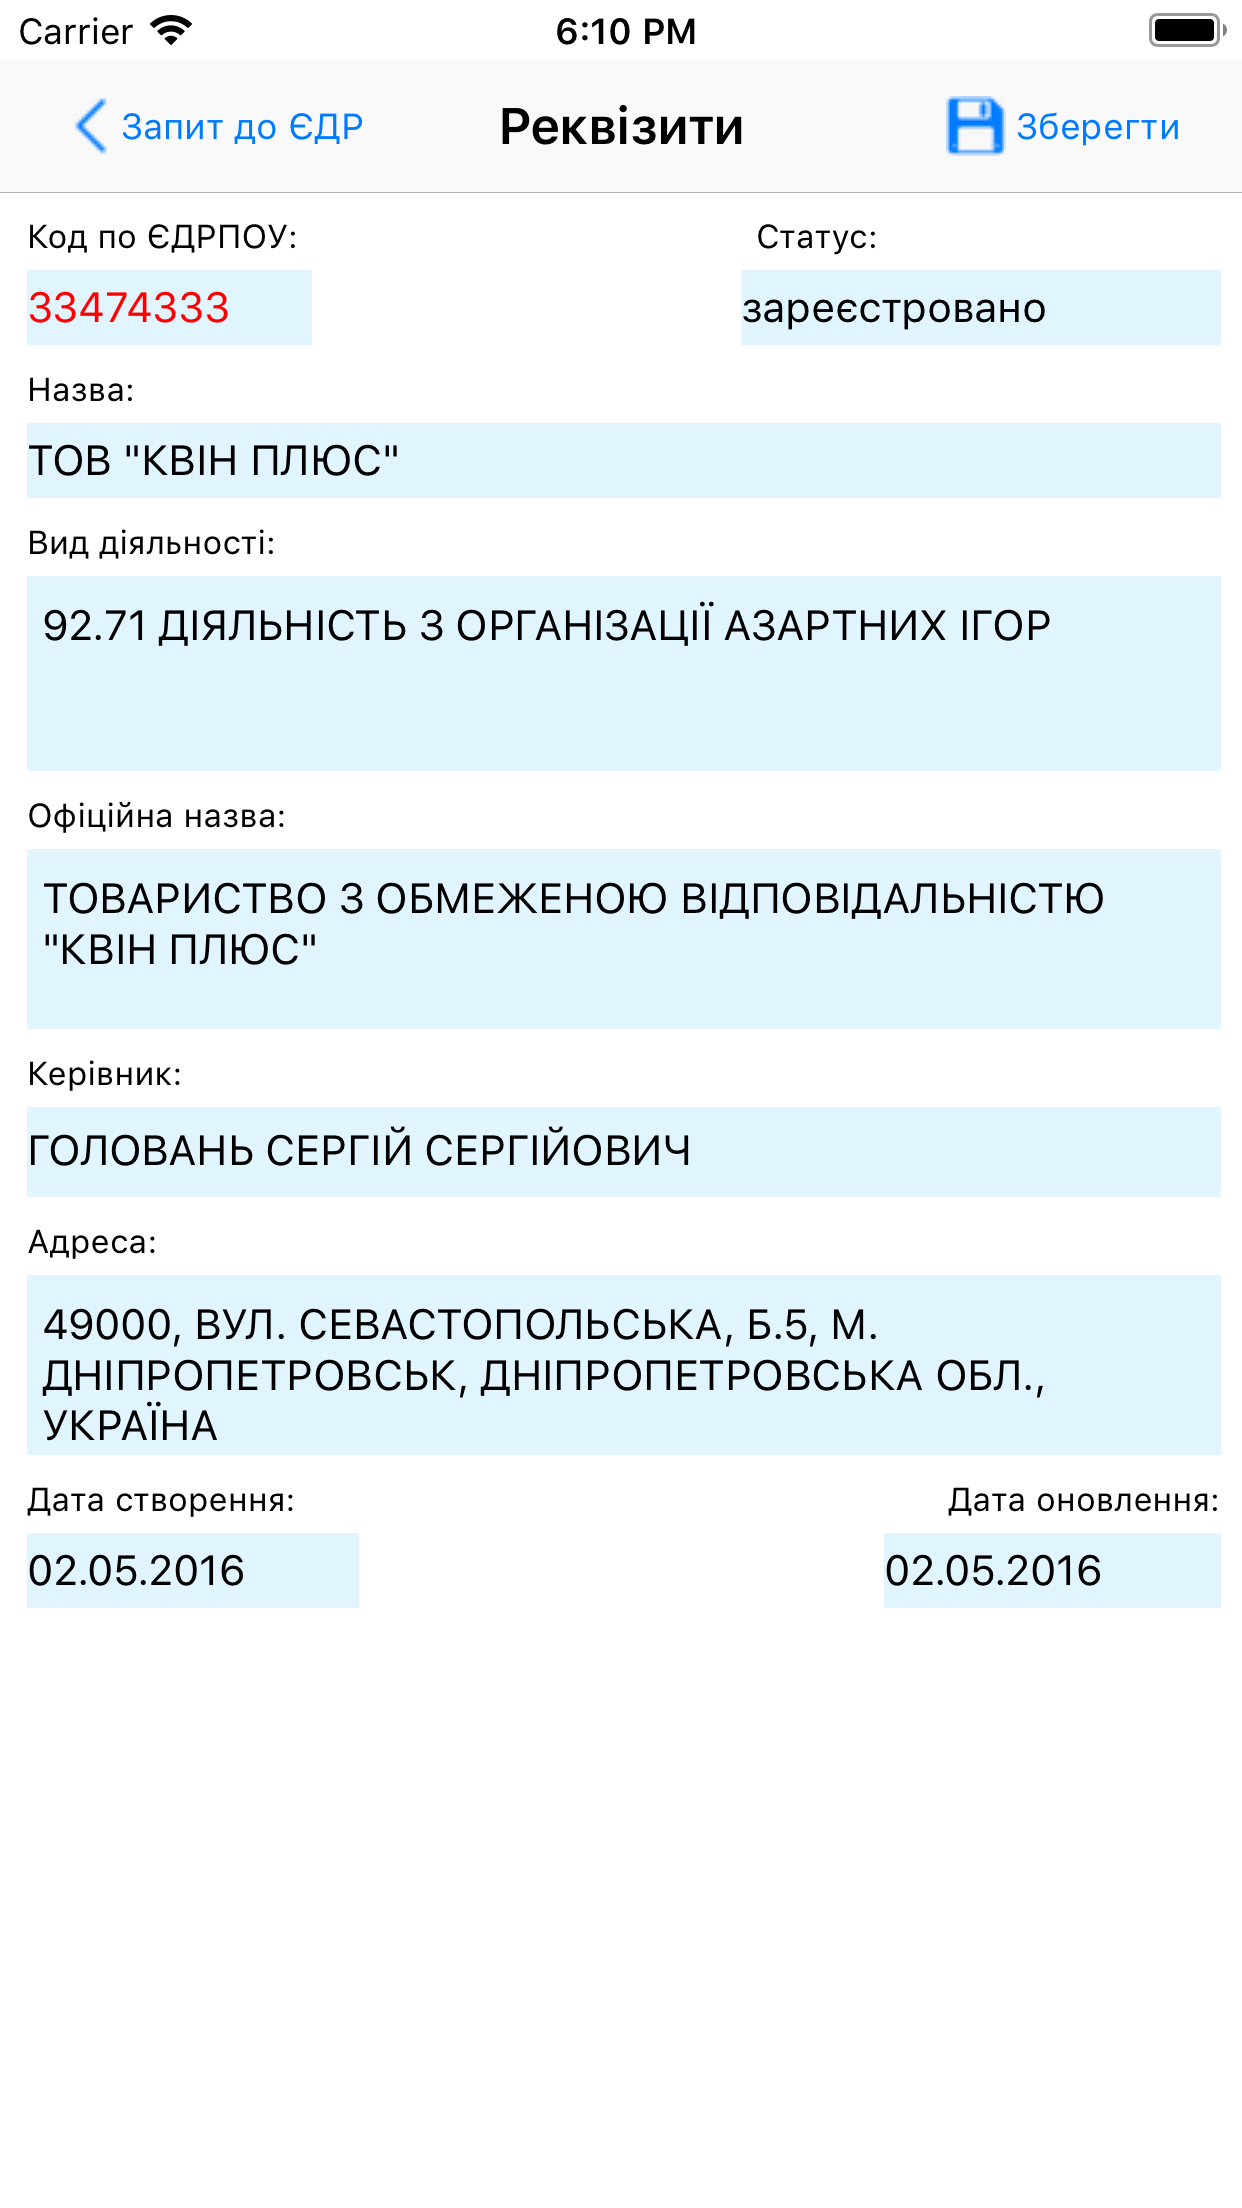 Carrier 6:10 PM
Запит до ЄДР Реквізити Зберегти
Код по ЄДРПОУ: Статус:
33474333 зареєстровано
Назва:
ТОВ "КВІН ПЛЮС"
Вид діяльності:
92.71 ДІЯЛЬНІСТЬ З ОРГАНІЗАЦІЇ АЗАРТНИХ ІГОР
Офіційна назва:
ТОВАРИСТВО З ОБМЕЖЕНОЮ ВІДПОВІДАЛЬНІСТЮ
"КВІН ПЛЮС"
Керівник:
ГОЛОВАНЬ СЕРГІЙ СЕРГІЙОВИЧ
Адреса:
49000, ВУЛ. СЕВАСТОПОЛЬСЬКА, Б.5, М.
ДНІПРОПЕТРОВСЬК, ДНІПРОПЕТРОВСЬКА ОБЛ.,
УКРАЇНА
Дата створення: Дата оновлення:
02.05.2016 02.05.2016